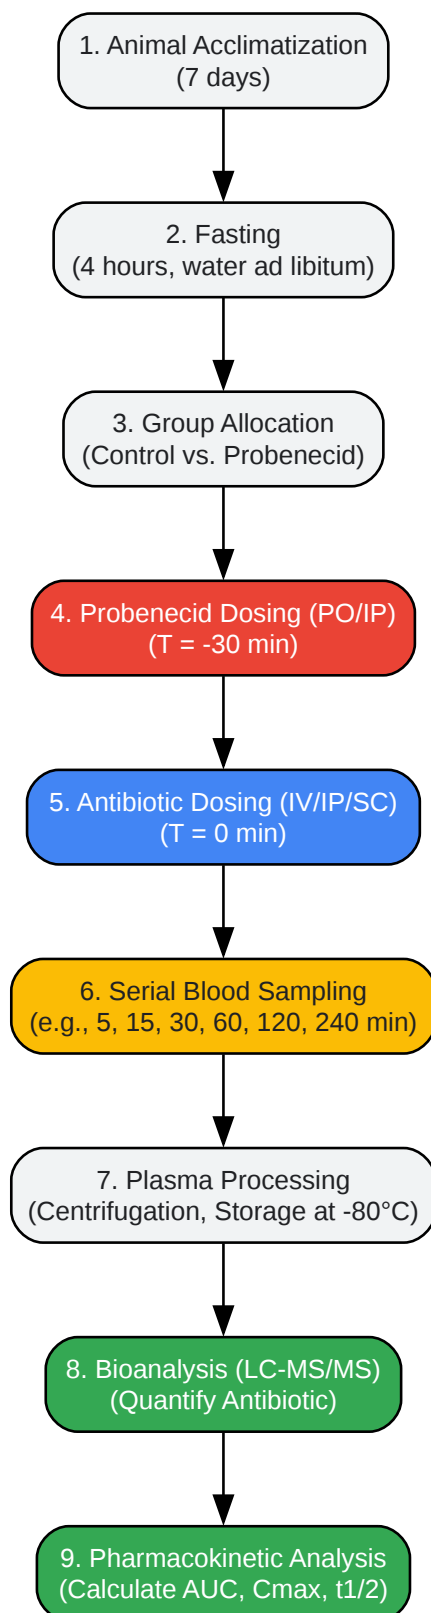 1. Animal Acclimatization
(7 days)
2. Fasting
(4 hours, water ad libitum)
3. Group Allocation
(Control vs. Probenecid)
4. Probenecid Dosing (PO/IP)
(T = -30 min)
5. Antibiotic Dosing (IV/IP/SC)
(T = 0 min)
6. Serial Blood Sampling
(e.g., 5, 15, 30, 60, 120, 240 min)
7. Plasma Processing
(Centrifugation, Storage at -80°C)
8. Bioanalysis (LC-MS/MS)
(Quantify Antibiotic)
9. Pharmacokinetic Analysis
(Calculate AUC, Cmax, t1/2)